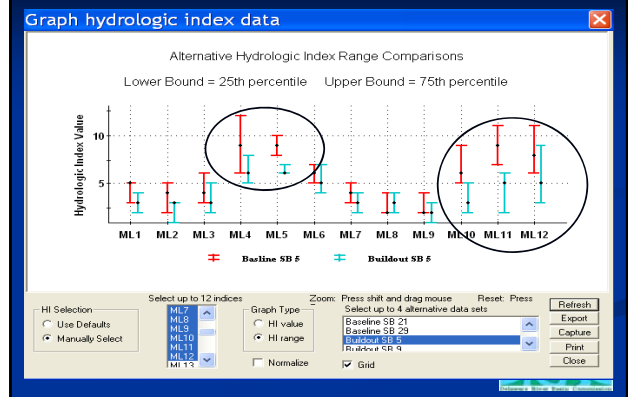 Graph hydrologic index data
Alternative Hydrologic Index Range Comparisons
Lower Bound = 25th percentile Upper Bound = 75th percentile
Hydrologic Index Value
10
5
ML1 ML2 ML3 ML4 ML5 ML6 ML7 ML8 ML9 ML10 ML11 ML12
Basline SB 5 Buildout SB 5
Select up to 12 indices Zoom: Press shift and drag mouse Reset: Press
HI Selection
Use Defaults
Manually Select
ML7
ML8
ML9
ML10
ML11
ML12
ML13
Graph Type
HI value
HI range
Normalize
Select up to 4 alternative data sets
Baseline SB 21
Baseline SB 29
Buildout SB 5
Buildout SB 9
Grid
Refresh
Export
Capture
Print
Close
Delaware River Basin Commission